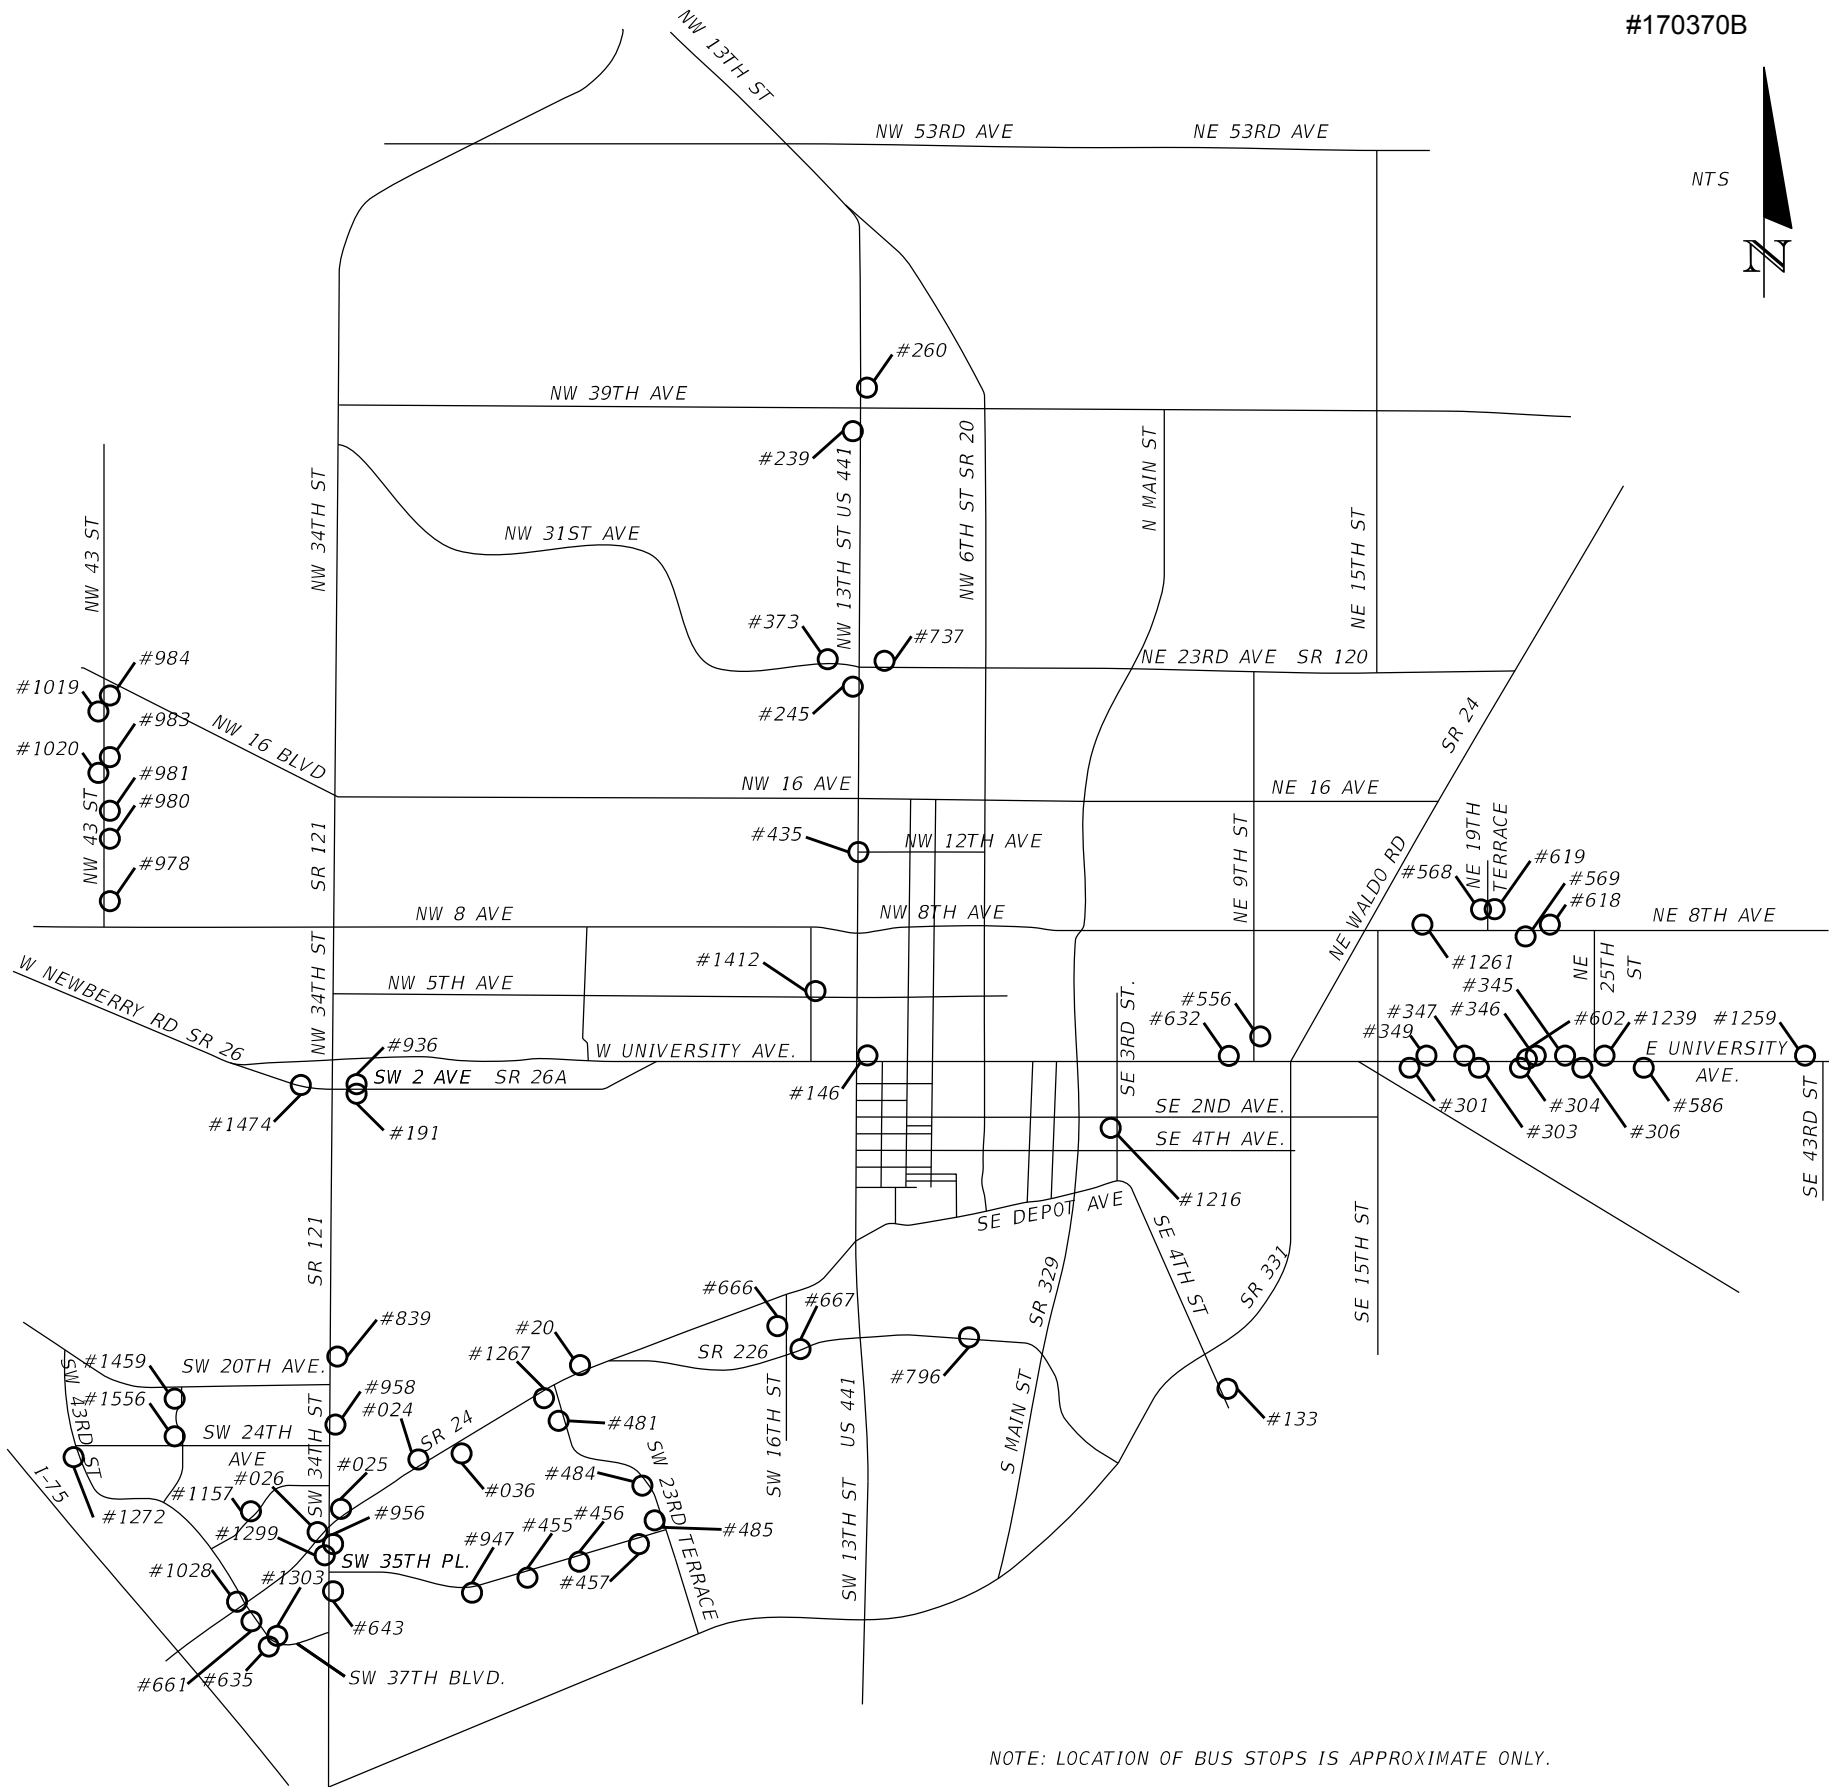 #170370B
NW 13TH ST
NW 53RD AVE
NE 53RD AVE
NTS
N
#260
NW 39TH AVE
#239
NW 34TH ST
NW 13TH ST US 441
NW 6TH ST SR 20
N MAIN ST
NE 15TH ST
NW 43 ST
NW 31ST AVE
#373
#737
NE 23RD AVE SR 120
#984
#1019
#983
#1020
#981
#980
NW 43 ST
#978
NW 16 BLVD
#245
SR 24
NW 16 AVE
NE 16 AVE
SR 121
#435
NW 12TH AVE
NE 9TH ST
NE WALDO RD
NE 19TH
TERRACE
#568
#619
#569
#618
NW 8 AVE
NW 8TH AVE
NE 8TH AVE
#1261
NE
25TH
ST
W NEWBERRY RD SR 26
NW 34TH ST
NW 5TH AVE
#1412
SE 3RD ST.
#556
#632
#345
#346
#347
#349
#602
#1239
#1259
#936
W UNIVERSITY AVE.
E UNIVERSITY
AVE.
SW 2 AVE SR 26A
#146
#1474
#191
SE 2ND AVE.
SE 4TH AVE.
#301
#304
#586
#303
#306
SE 43RD ST
#1216
SE DEPOT AVE
SR 121
SE 4TH ST
SR 329
SR 331
SE 15TH ST
#666
#667
#839
#20
#1267
SR 226
#796
#1459
SW 20TH AVE.
#1556
SW 43RD ST
#958
#024
SR 24
#481
#133
SW 24TH
AVE
SW 34TH ST
SW 16TH ST
US 441
S MAIN ST
I-75
#025
#026
#036
#484
SW 23RD TERRACE
#1157
#1272
#956
#455
#456
#485
#1299
#947
SW 35TH PL.
#457
SW 13TH ST
#1028
#1303
#643
#661
#635
SW 37TH BLVD.
NOTE: LOCATION OF BUS STOPS IS APPROXIMATE ONLY.